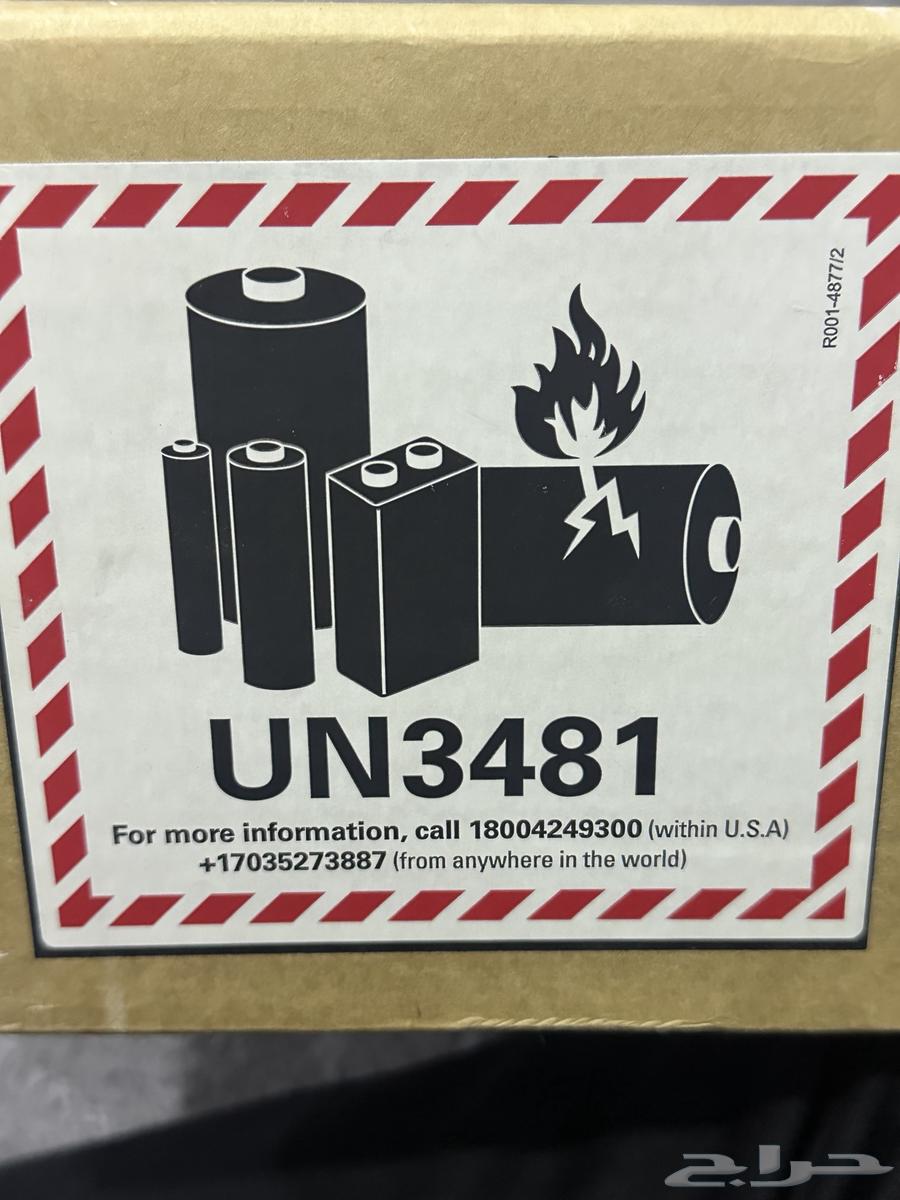 R001-4877/2
UN3481
For more information, call 18004249300 (within U.S.A)
+17035273887 (from anywhere in the world)
حراج